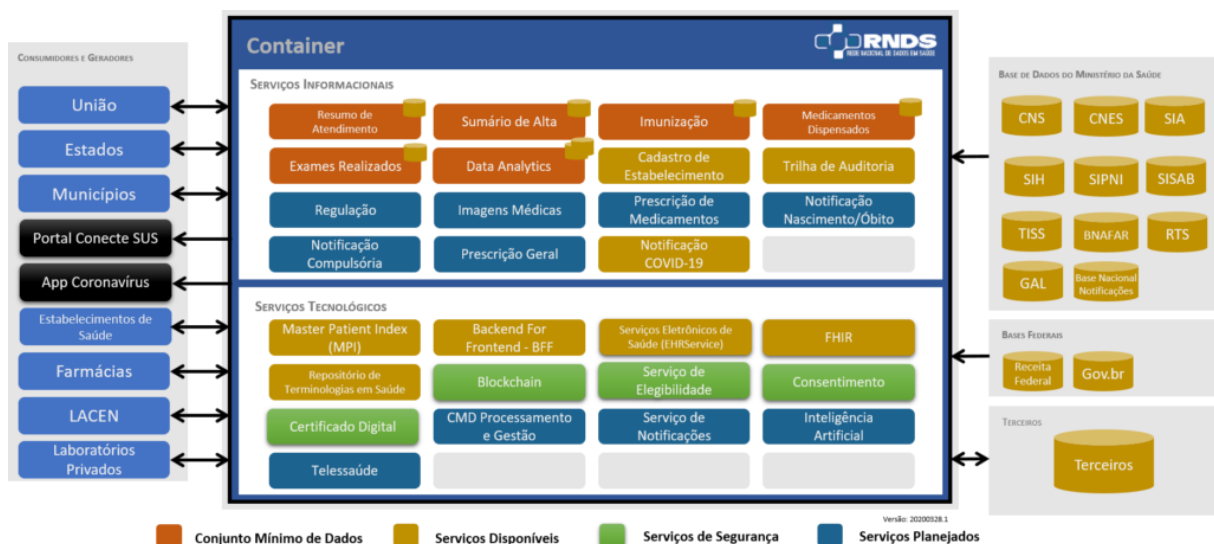 Consumidores e Geradores
União
Estados
Municípios
Portal Conecte SUS
App Coronavírus
Estabelecimentos de
Saúde
Farmácias
LACEN
Laboratórios
Privados
Container
RNDS
REDE NACIONAL DE DADOS EM SAÚDE
Serviços Informacionais
Resumo de
Atendimento
Sumário de Alta
Imunização
Medicamentos
Dispensados
Exames Realizados
Data Analytics
Cadastro de
Estabelecimento
Trilha de Auditoria
Regulação
Imagens Médicas
Prescrição de
Medicamentos
Notificação
Nascimento/Óbito
Notificação
Compulsória
Prescrição Geral
Notificação
COVID-19
Serviços Tecnológicos
Master Patient Index
(MPI)
Backend For
Frontend - BFF
Serviços Eletrônicos de
Saúde (EHRService)
FHIR
Repositório de
Terminologias em Saúde
Blockchain
Serviço de
Elegibilidade
Consentimento
Certificado Digital
CMD Processamento
e Gestão
Serviço de
Notificações
Inteligência
Artificial
Telessaúde
Base de Dados do Ministério da Saúde
CNS
CNES
SIA
SIH
SIPNI
SISAB
TISS
BNAFAR
RTS
GAL
Base Nacional
Notificações
Bases Federais
Receita
Federal
Gov.br
Terceiros
Terceiros
Versão: 20200328.1
Conjunto Mínimo de Dados
Serviços Disponíveis
Serviços de Segurança
Serviços Planejados